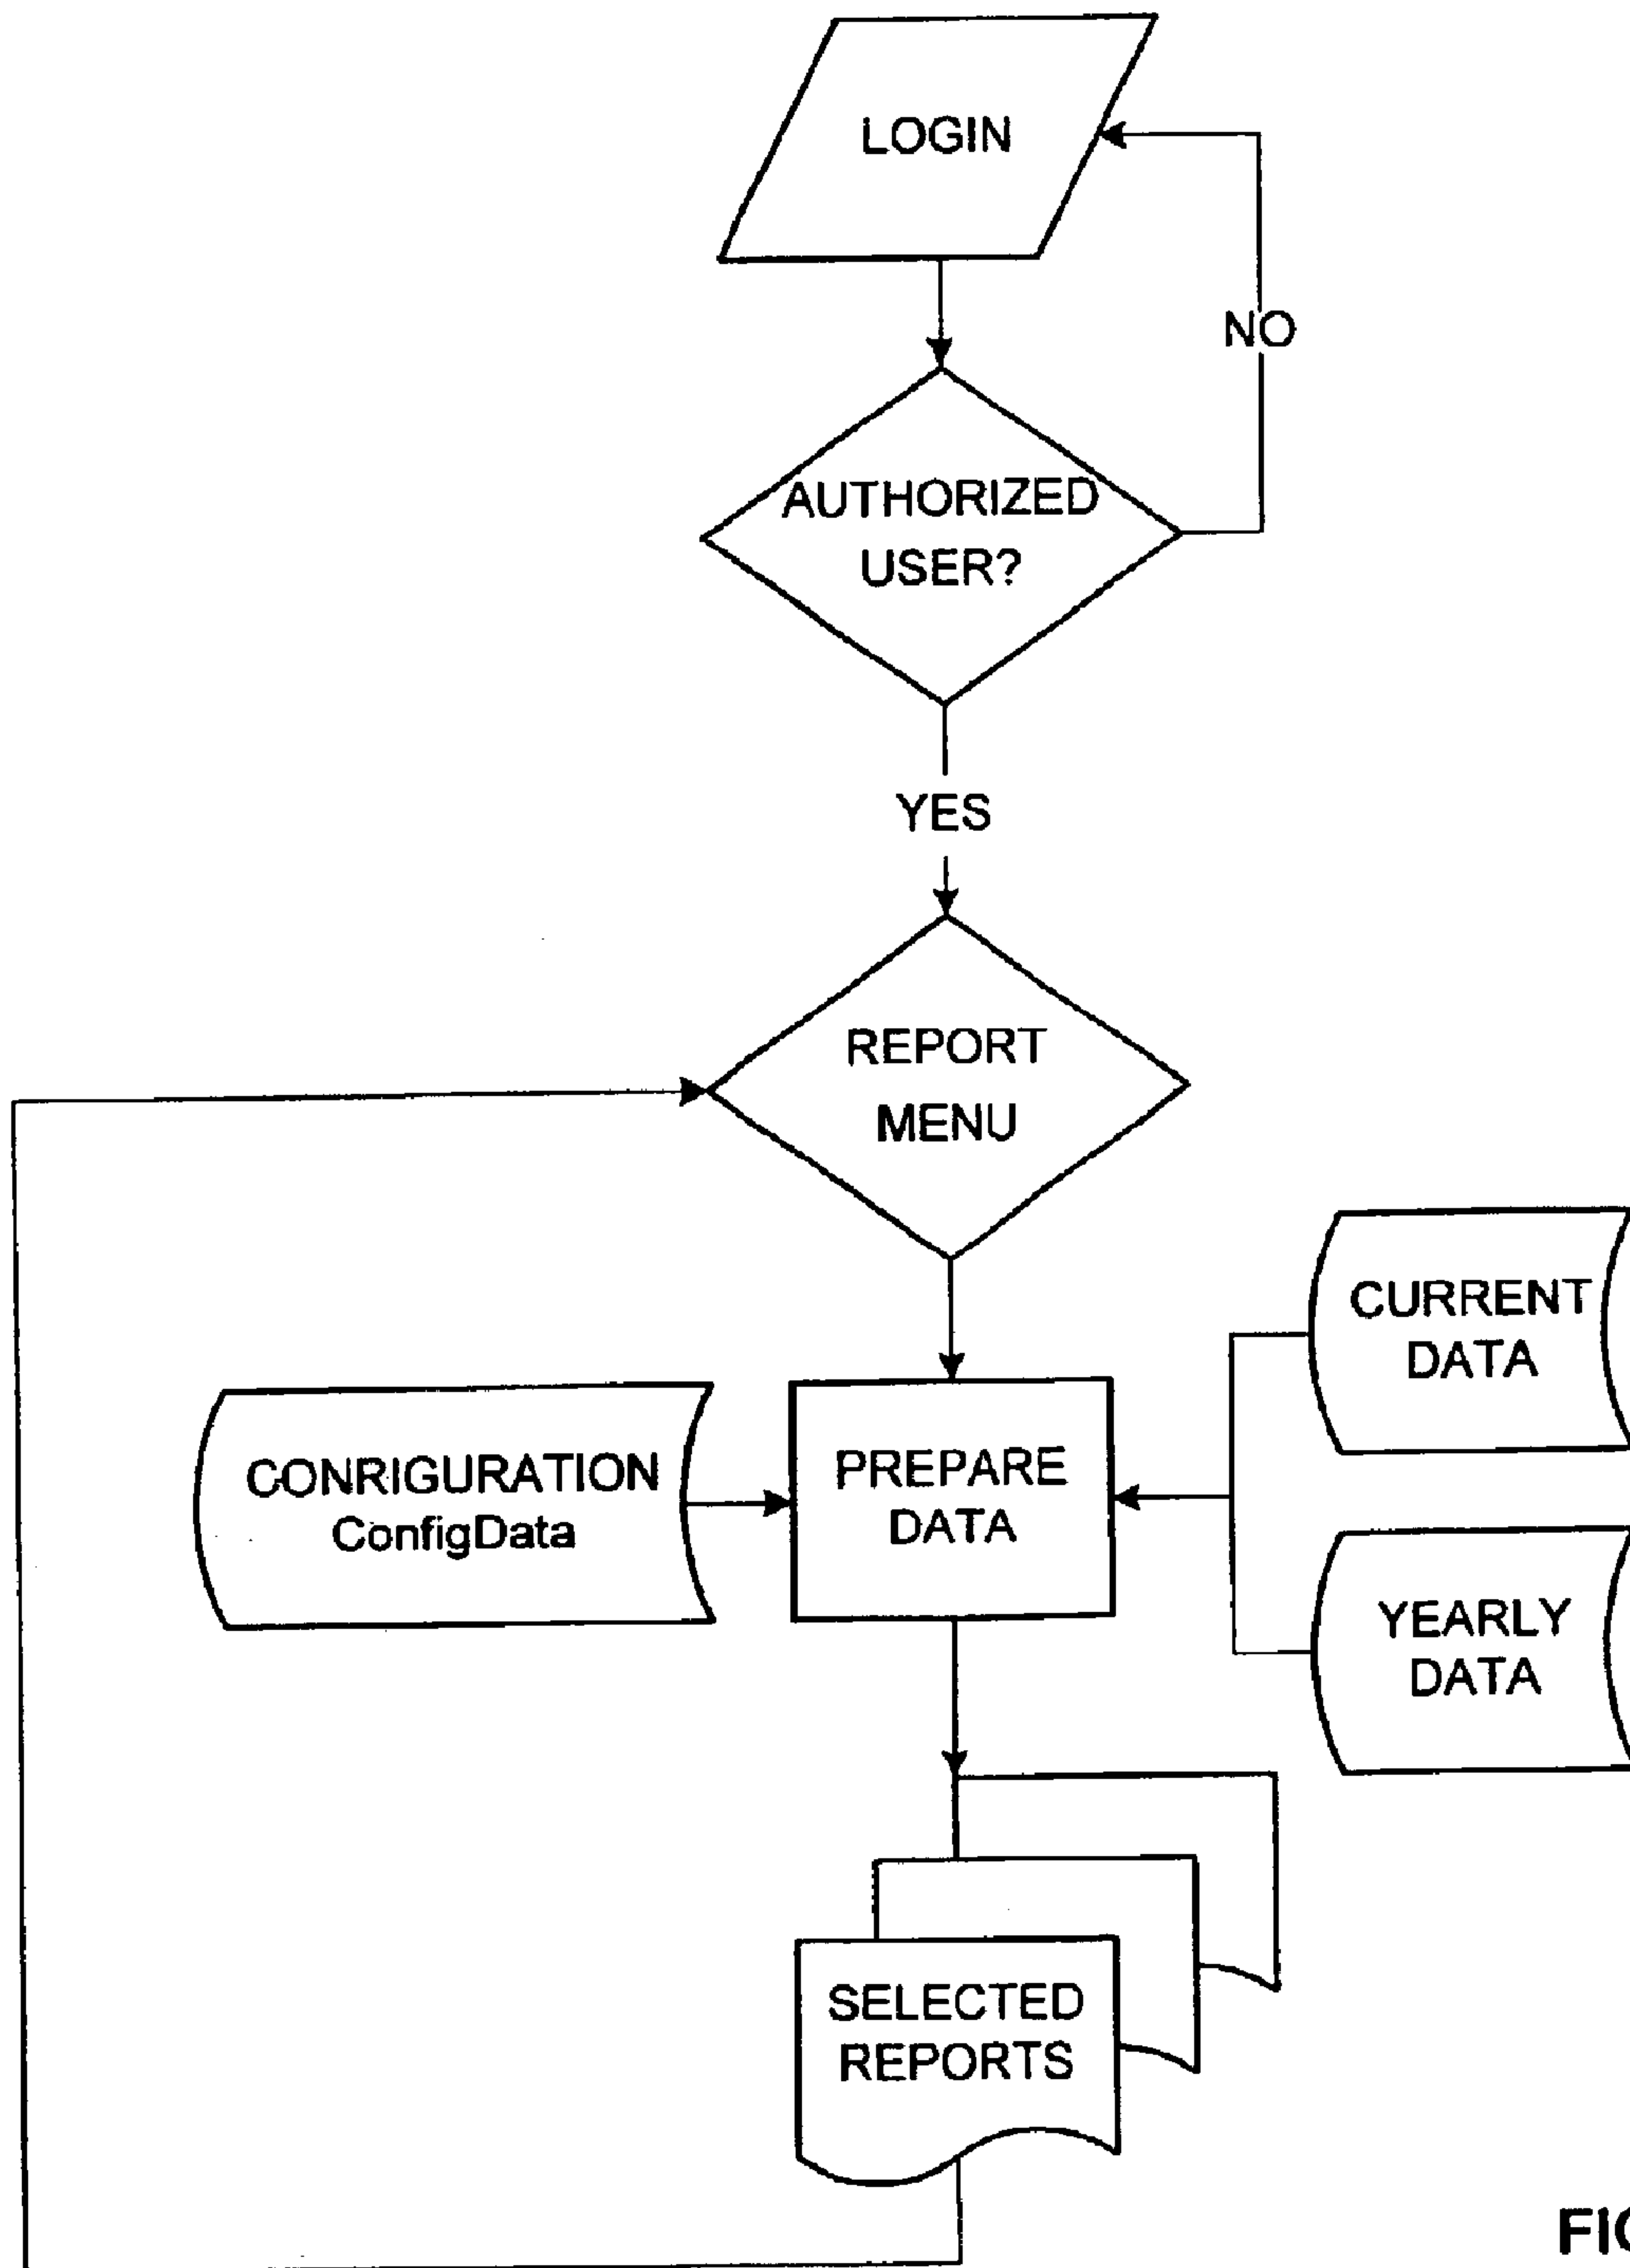 LOGIN
NO
AUTHORIZED
USER?
YES
REPORT
MENU
CURRENT
DATA
CONRIGURATION
ConfigData
PREPARE
DATA
YEARLY
DATA
SELECTED
REPORTS